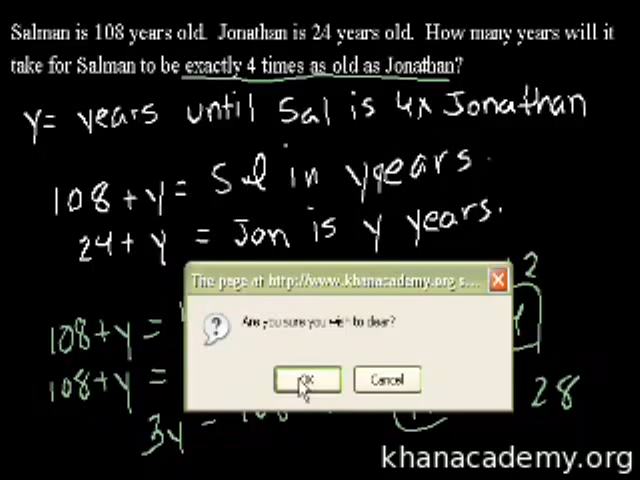 Salman is 108 years old. Jonathan is 24 years old. How many years will it
take for Salman to be exactly 4 times as old as Jonathan?
y= years until Sal is 4x Jonathan
108+y= Sal in y years.
24+y = Jon is y years.
The page at http://www.khanacademy.org s...
Are you sure you wish to clear?
OK Cancel
2
108+y =
108+y = 28
3y =
khanacademy.org